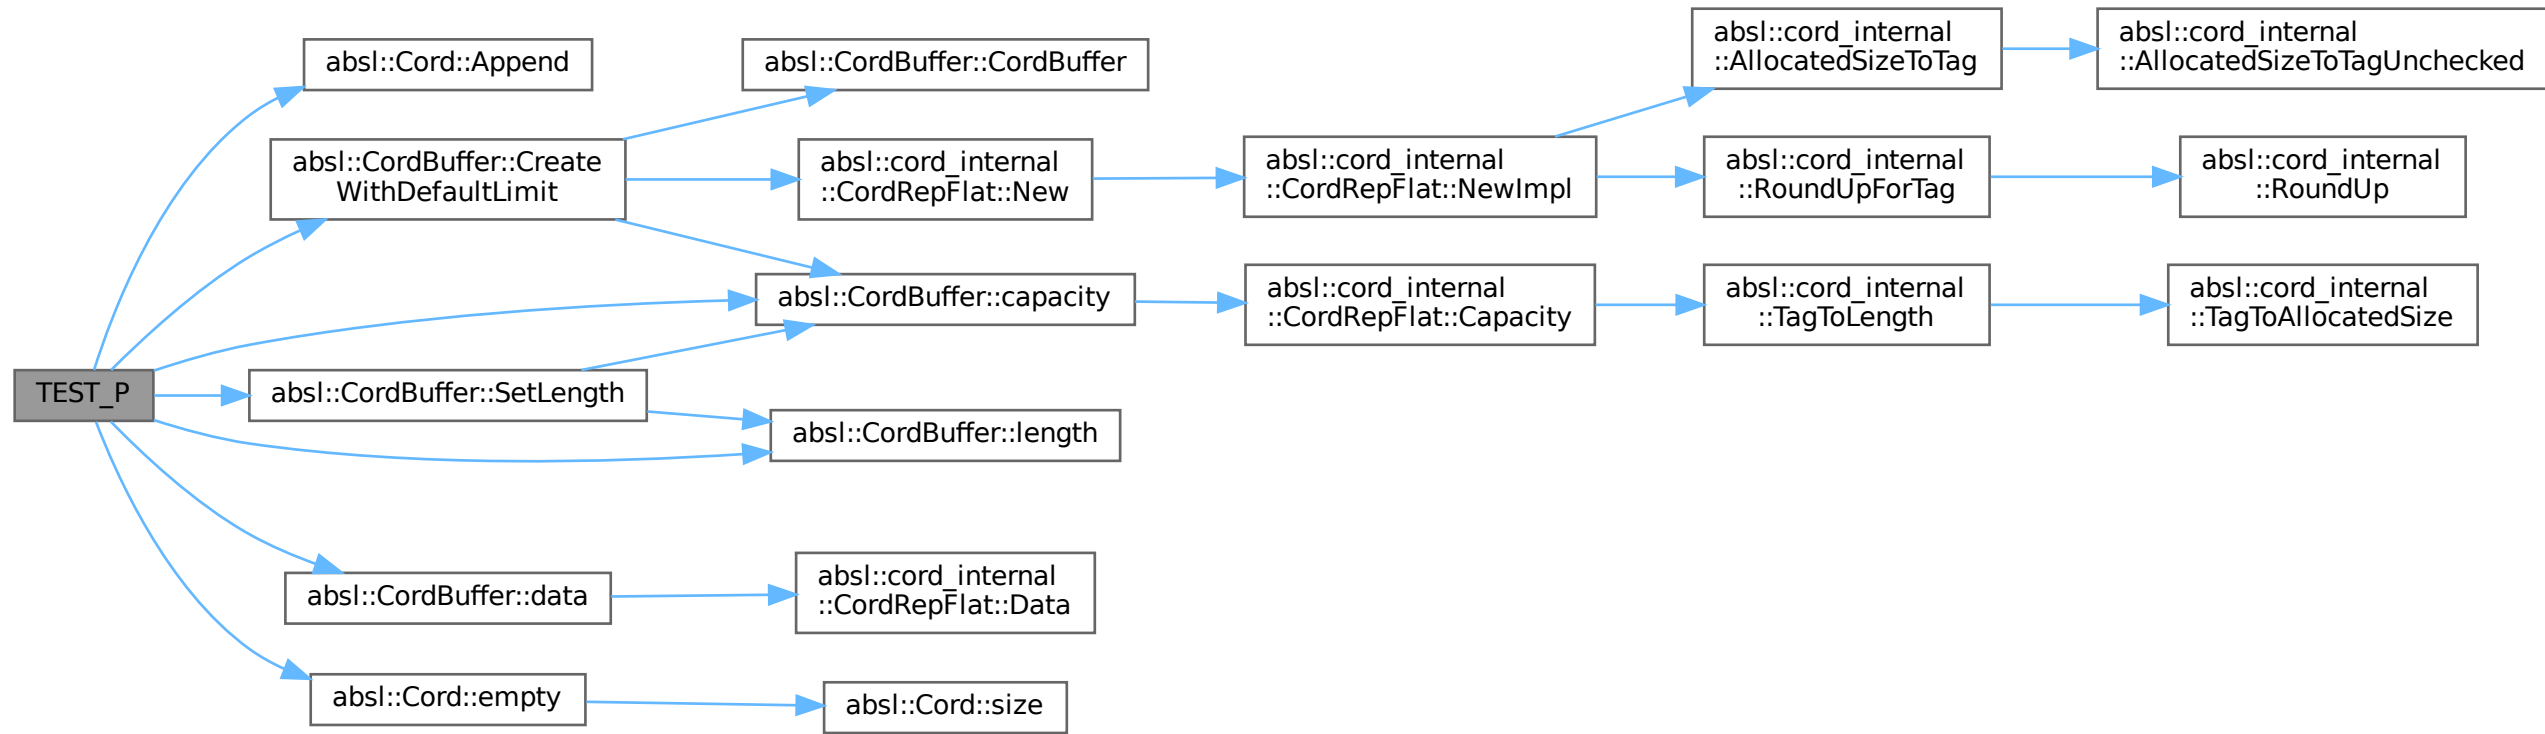 TEST_P
absl::Cord::Append
absl::CordBuffer::Create
WithDefaultLimit
absl::CordBuffer::SetLength
absl::CordBuffer::data
absl::Cord::empty
absl::CordBuffer::CordBuffer
absl::cord_internal
::CordRepFlat::New
absl::CordBuffer::capacity
absl::CordBuffer::length
absl::cord_internal
::CordRepFlat::Data
absl::Cord::size
absl::cord_internal
::CordRepFlat::NewImpl
absl::cord_internal
::CordRepFlat::Capacity
absl::cord_internal
::AllocatedSizeToTag
absl::cord_internal
::RoundUpForTag
absl::cord_internal
::TagToLength
absl::cord_internal
::AllocatedSizeToTagUnchecked
absl::cord_internal
::RoundUp
absl::cord_internal
::TagToAllocatedSize